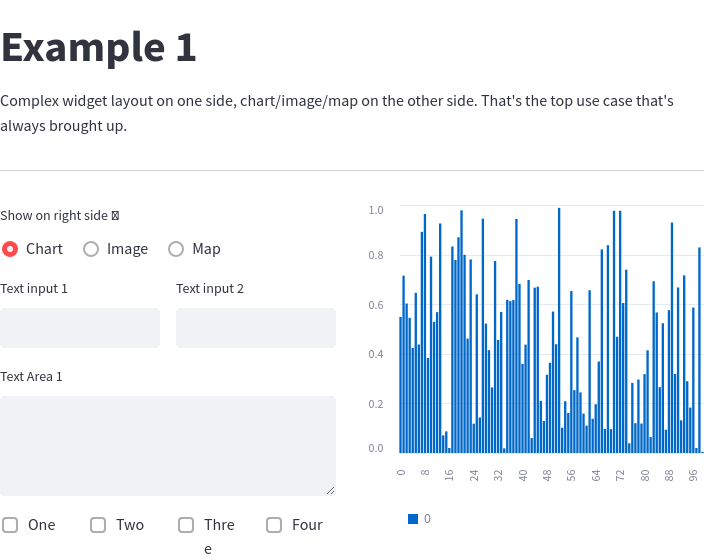 Example 1
Complex widget layout on one side, chart/image/map on the other side. That's the top use case that's
always brought up.
Show on right side
Chart Image Map
Text input 1 Text input 2
Text Area 1
One Two Thre Four
e
1.0
0.8
0.6
0.4
0.2
0.0
0 8 16 24 32 40 48 56 64 72 80 88 96
0